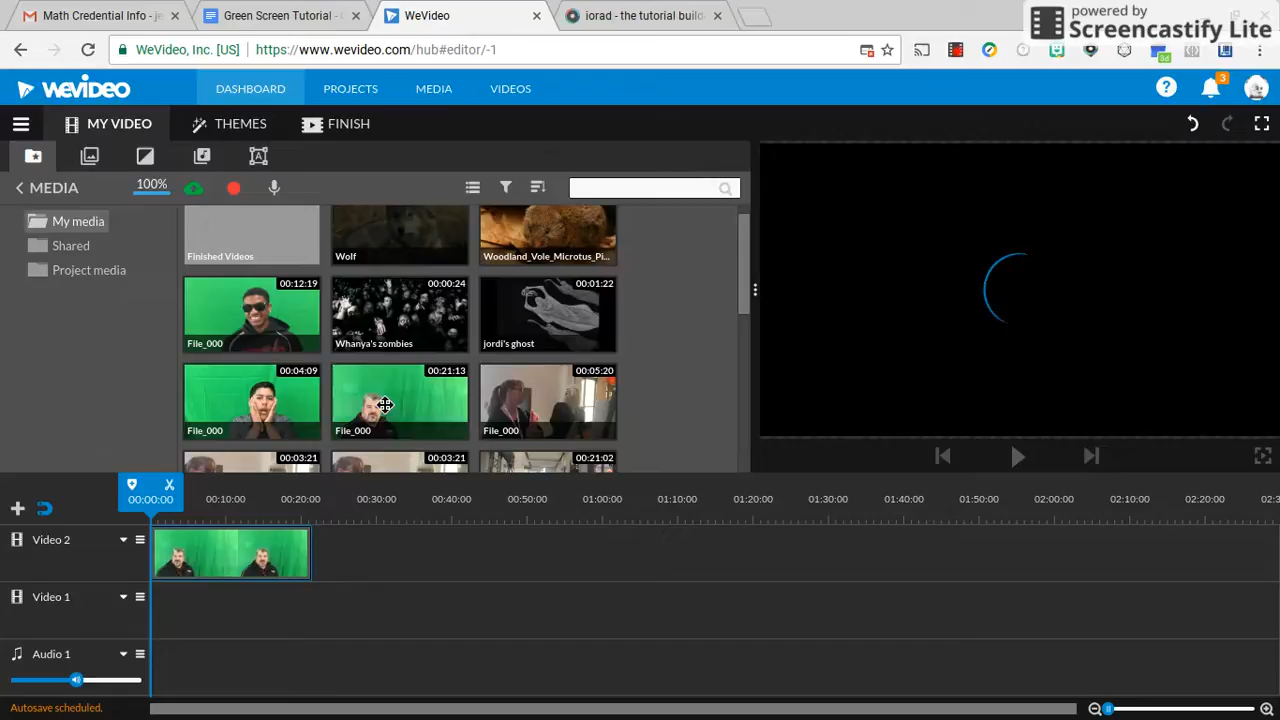 Math Credential Info - je
Green Screen Tutorial -
WeVideo
iorad - the tutorial build
powered by
Screencastify Lite
WeVideo, Inc. [US]
https://www.wevideo.com/hub#editor/-1
8d
WEVIDEO
DASHBOARD
PROJECTS
MEDIA
VIDEOS
?
3
MY VIDEO
THEMES
FINISH
MEDIA
100%
My media
Shared
Project media
Finished Videos
Wolf
Woodland_Vole_Microtus_Pi...
00:12:19
File_000
00:00:24
Whanya's zombies
00:01:22
jordi's ghost
00:04:09
File_000
00:21:13
File_000
00:05:20
File_000
00:03:21
00:03:21
00:21:02
00:00:00
00:10:00
00:20:00
00:30:00
00:40:00
00:50:00
01:00:00
01:10:00
01:20:00
01:30:00
01:40:00
01:50:00
02:00:00
02:10:00
02:20:00
02:3
Video 2
Video 1
Audio 1
Autosave scheduled.